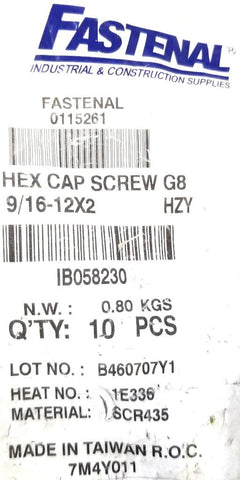 FASTENAL
INDUSTRIAL & CONSTRUCTION SUPPLIES
FASTENAL
0115261
HEX CAP SCREW G8
9/16-12X2 HZY
IB058230
N.W. : 0.80 KGS
Q'TY: 10 PCS
LOT NO. : B460707Y1
HEAT NO. : 1E336
MATERIAL: SCR435
MADE IN TAIWAN R.O.C.
7M4Y011